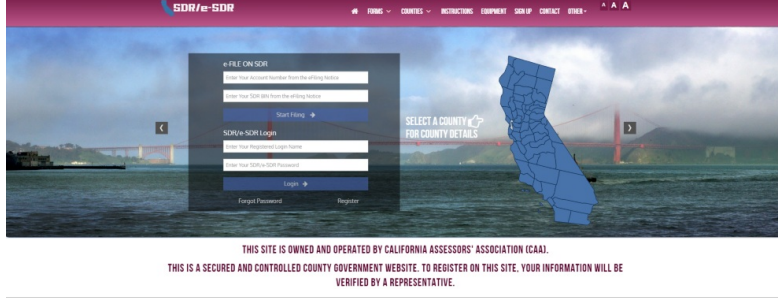 SDR/e-SDR
FORMS COUNTIES INSTRUCTIONS EQUIPMENT SIGN UP CONTACT OTHER A A A
e-FILE ON SDR
Enter Your Account Number from the eFiling Notice
Enter Your SDR BIN from the eFiling Notice
Start Filing
SELECT A COUNTY
FOR COUNTY DETAILS
SDR/e-SDR Login
Enter Your Registered Login Name
Enter Your SDR/e-SDR Password
Login
Forgot Password Register
THIS SITE IS OWNED AND OPERATED BY CALIFORNIA ASSESSORS' ASSOCIATION (CAA).
THIS IS A SECURED AND CONTROLLED COUNTY GOVERNMENT WEBSITE. TO REGISTER ON THIS SITE, YOUR INFORMATION WILL BE
VERIFIED BY A REPRESENTATIVE.